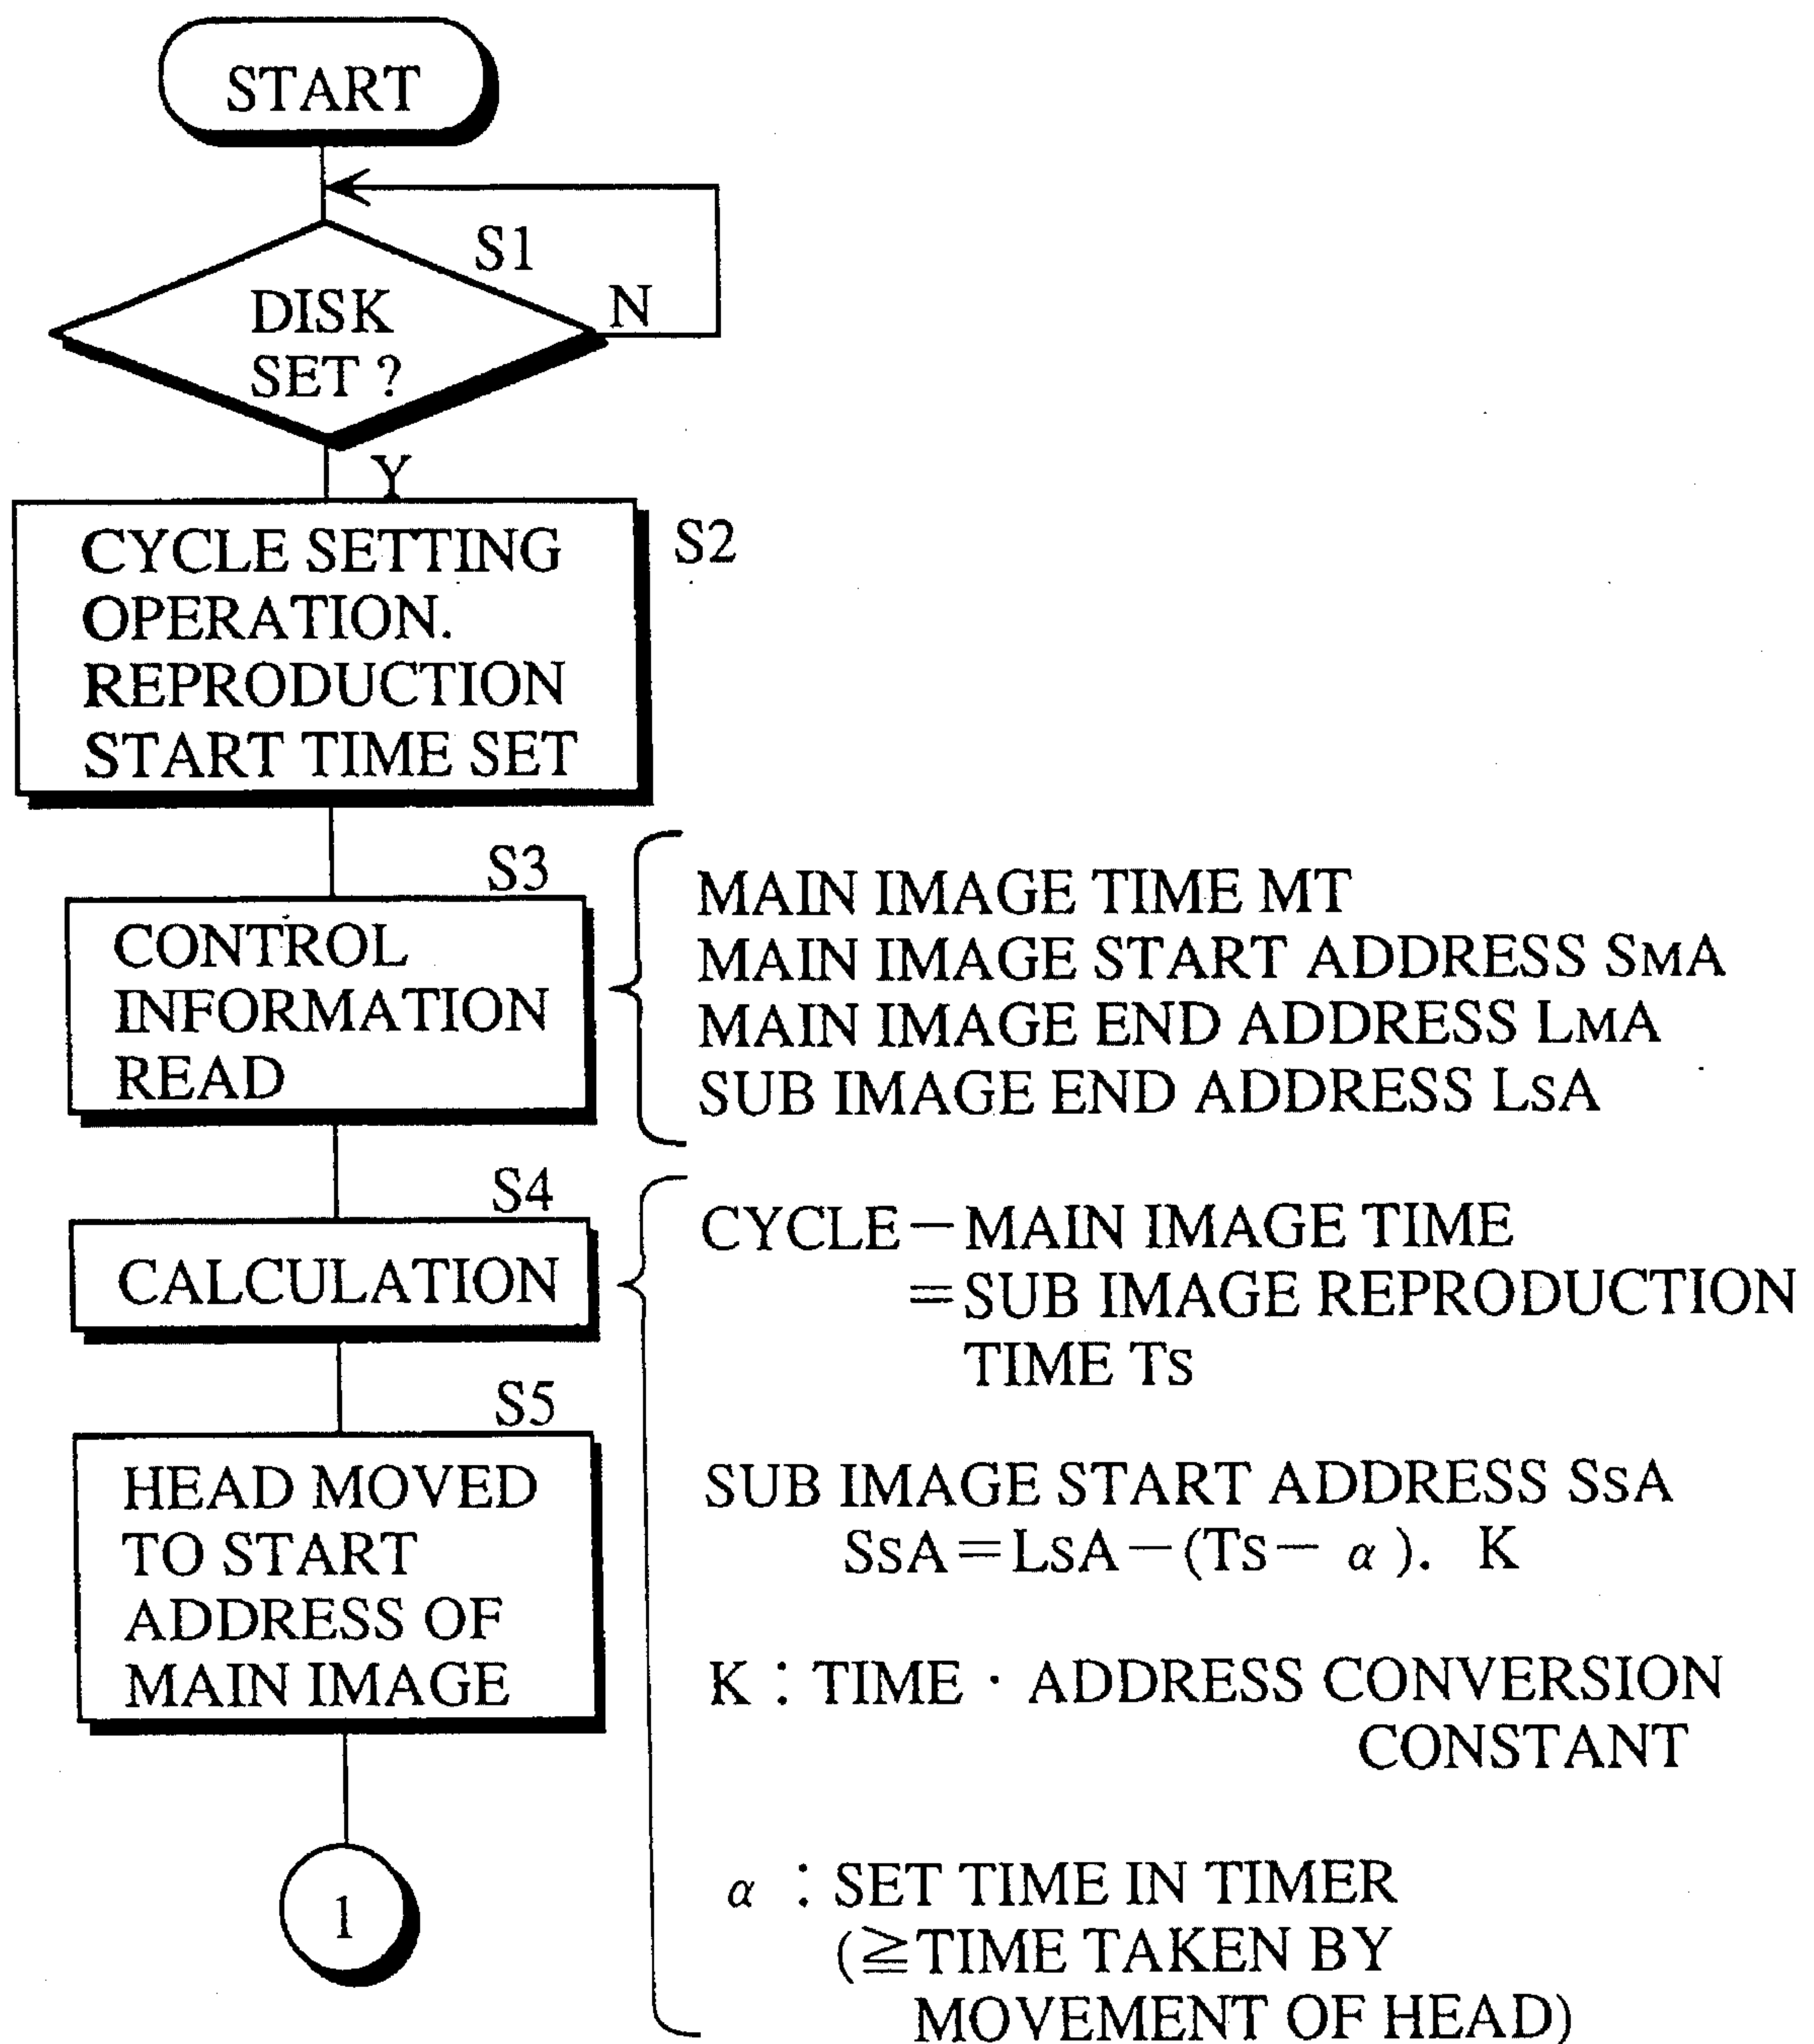 START
S1
DISK
SET ?
N
Y
CYCLE SETTING
OPERATION.
REPRODUCTION
START TIME SET
S2
S3
CONTROL
INFORMATION
READ
MAIN IMAGE TIME MT
MAIN IMAGE START ADDRESS SMA
MAIN IMAGE END ADDRESS LMA
SUB IMAGE END ADDRESS LSA
S4
CALCULATION
CYCLE－MAIN IMAGE TIME
＝SUB IMAGE REPRODUCTION
TIME TS
SUB IMAGE START ADDRESS SSA
SSA＝LSA－(TS－ α ). K
K : TIME · ADDRESS CONVERSION
CONSTANT
α : SET TIME IN TIMER
(≧TIME TAKEN BY
MOVEMENT OF HEAD)
S5
HEAD MOVED
TO START
ADDRESS OF
MAIN IMAGE
1